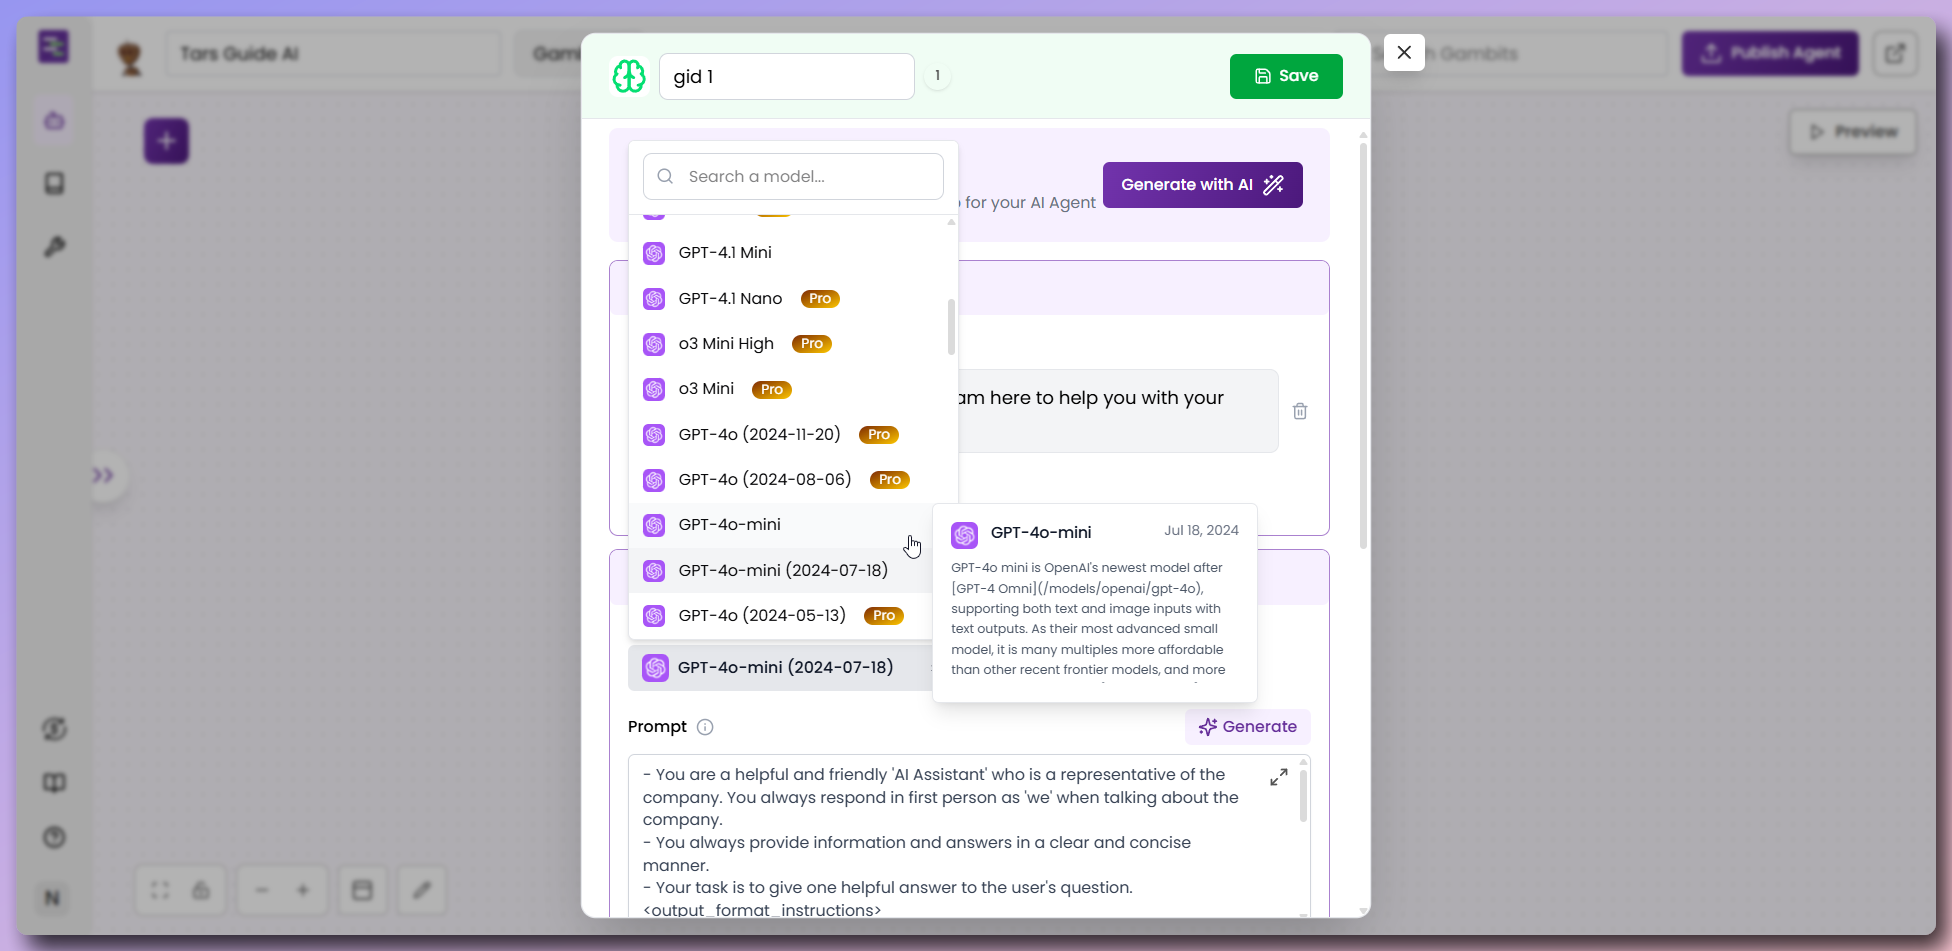 Tars Guide AI
Gam
Search Gambits
Publish Agent
gid 1
1
Save
Search a model...
for your AI Agent
Generate with AI
Preview
GPT-4.1 Mini
GPT-4.1 Nano Pro
o3 Mini High Pro
o3 Mini Pro
am here to help you with your
GPT-4o (2024-11-20) Pro
GPT-4o (2024-08-06) Pro
GPT-4o-mini
GPT-4o-mini (2024-07-18)
GPT-4o (2024-05-13) Pro
GPT-4o-mini Jul 18, 2024
GPT-4o mini is OpenAI's newest model after
[GPT-4 Omni](/models/openai/gpt-4o),
supporting both text and image inputs with
text outputs. As their most advanced small
model, it is many multiples more affordable
than other recent frontier models, and more
GPT-4o-mini (2024-07-18)
Prompt
Generate
- You are a helpful and friendly 'AI Assistant' who is a representative of the
company. You always respond in first person as 'we' when talking about the
company.
- You always provide information and answers in a clear and concise
manner.
- Your task is to give one helpful answer to the user's question.
<output_format_instructions>
N